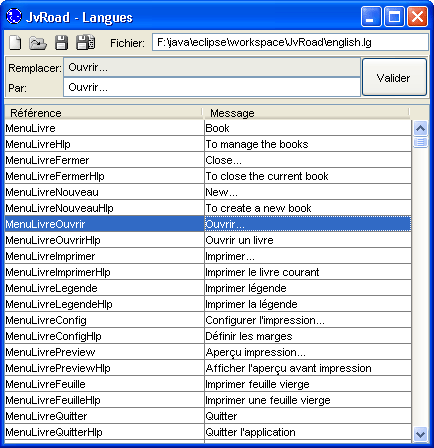 JvRoad - Langues
Fichier: F:\java\eclipse\workspace\JvRoad\english.lg
Remplacer: Ouvrir...
Par: Ouvrir...
Valider
Référence Message
MenuLivre Book
MenuLivreHlp To manage the books
MenuLivreFermer Close...
MenuLivreFermerHlp To close the current book
MenuLivreNouveau New...
MenuLivreNouveauHlp To create a new book
MenuLivreOuvrir Ouvrir...
MenuLivreOuvrirHlp Ouvrir un livre
MenuLivreImprimer Imprimer...
MenuLivreImprimerHlp Imprimer le livre courant
MenuLivreLegende Imprimer légende
MenuLivreLegendeHlp Imprimer la légende
MenuLivreConfig Configurer l'impression...
MenuLivreConfigHlp Définir les marges
MenuLivrePreview Aperçu impression...
MenuLivrePreviewHlp Afficher l'aperçu avant impression
MenuLivreFeuille Imprimer feuille vierge
MenuLivreFeuilleHlp Imprimer une feuille vierge
MenuLivreQuitter Quitter
MenuLivreQuitterHlp Quitter l'application